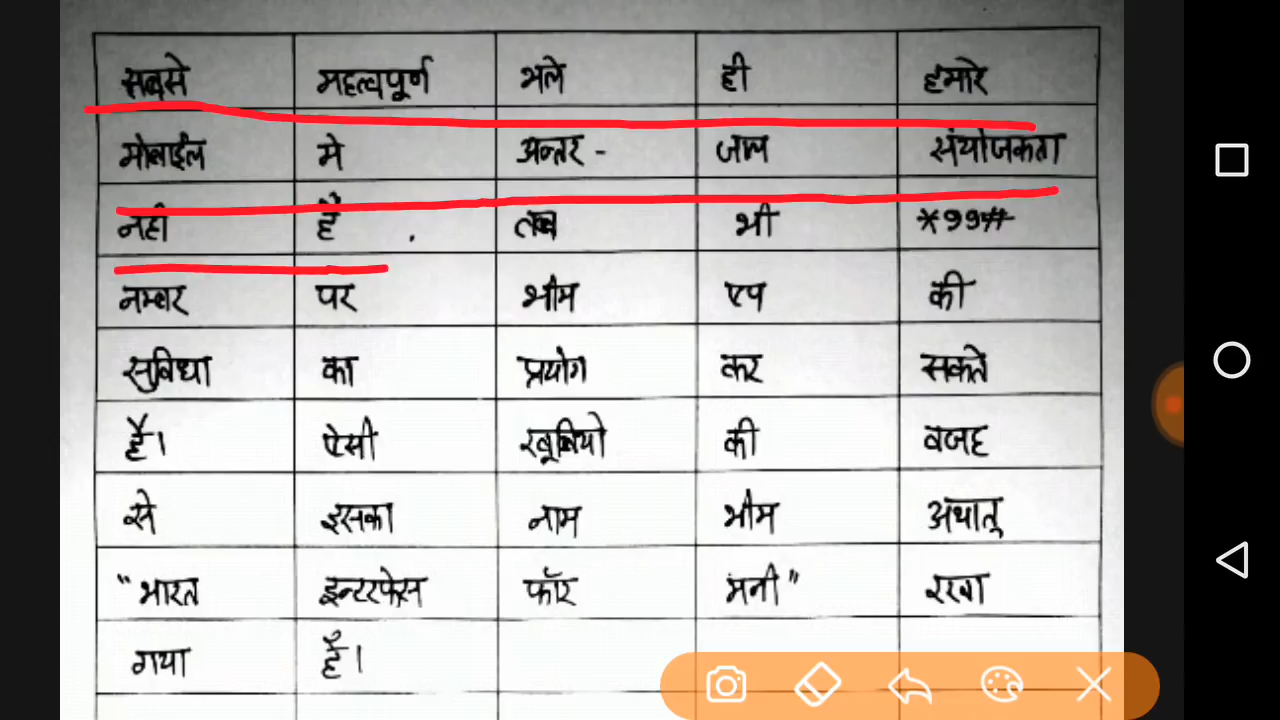 सबसे महत्वपूर्ण भले ही हमारे
मोबाईल मे अन्तर - जाल संयोजकता
नही है . तब भी *99#
नम्बर पर भीम एप की
सुविधा का प्रयोग कर सकते
है। ऐसी खूबियो की वजह
से इसका नाम भीम अथात्
"भारत इन्टरफेस फॉर मनी" रखा
गया है।